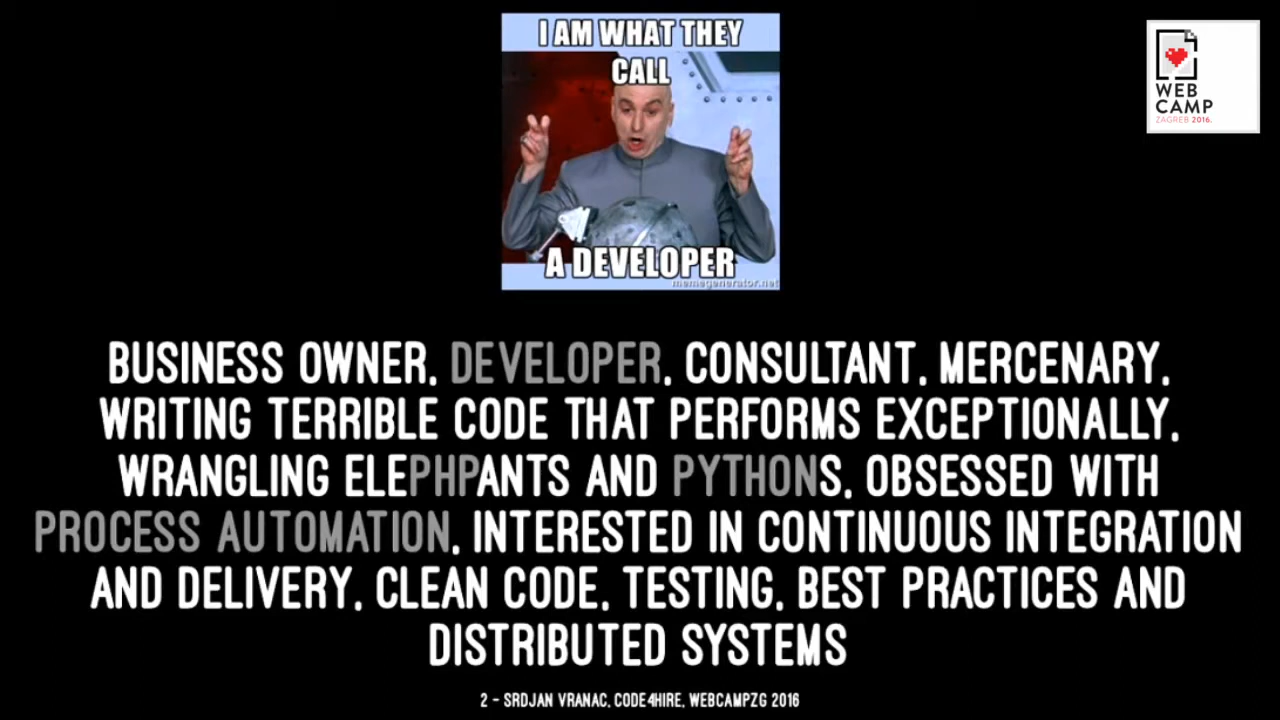 I AM WHAT THEY
CALL
A DEVELOPER
memegenerator.net
WEB
CAMP
ZAGREB 2016.
BUSINESS OWNER, DEVELOPER, CONSULTANT, MERCENARY,
WRITING TERRIBLE CODE THAT PERFORMS EXCEPTIONALLY,
WRANGLING ELEPHPANTS AND PYTHONS, OBSESSED WITH
PROCESS AUTOMATION, INTERESTED IN CONTINUOUS INTEGRATION
AND DELIVERY, CLEAN CODE, TESTING, BEST PRACTICES AND
DISTRIBUTED SYSTEMS
2 - SRDJAN VRANAC, CODE4HIRE, WEBCAMPZG 2016